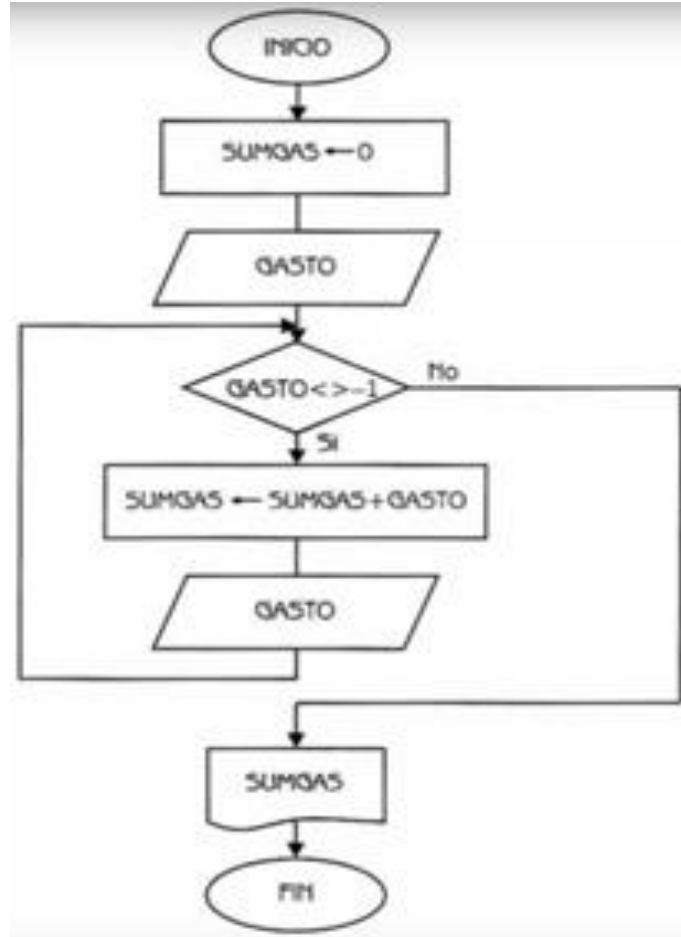 INICIO
SUMGAS ← 0
GASTO
GASTO<>-1
No
Si
SUMGAS ← SUMGAS+GASTO
GASTO
SUMGAS
FIN